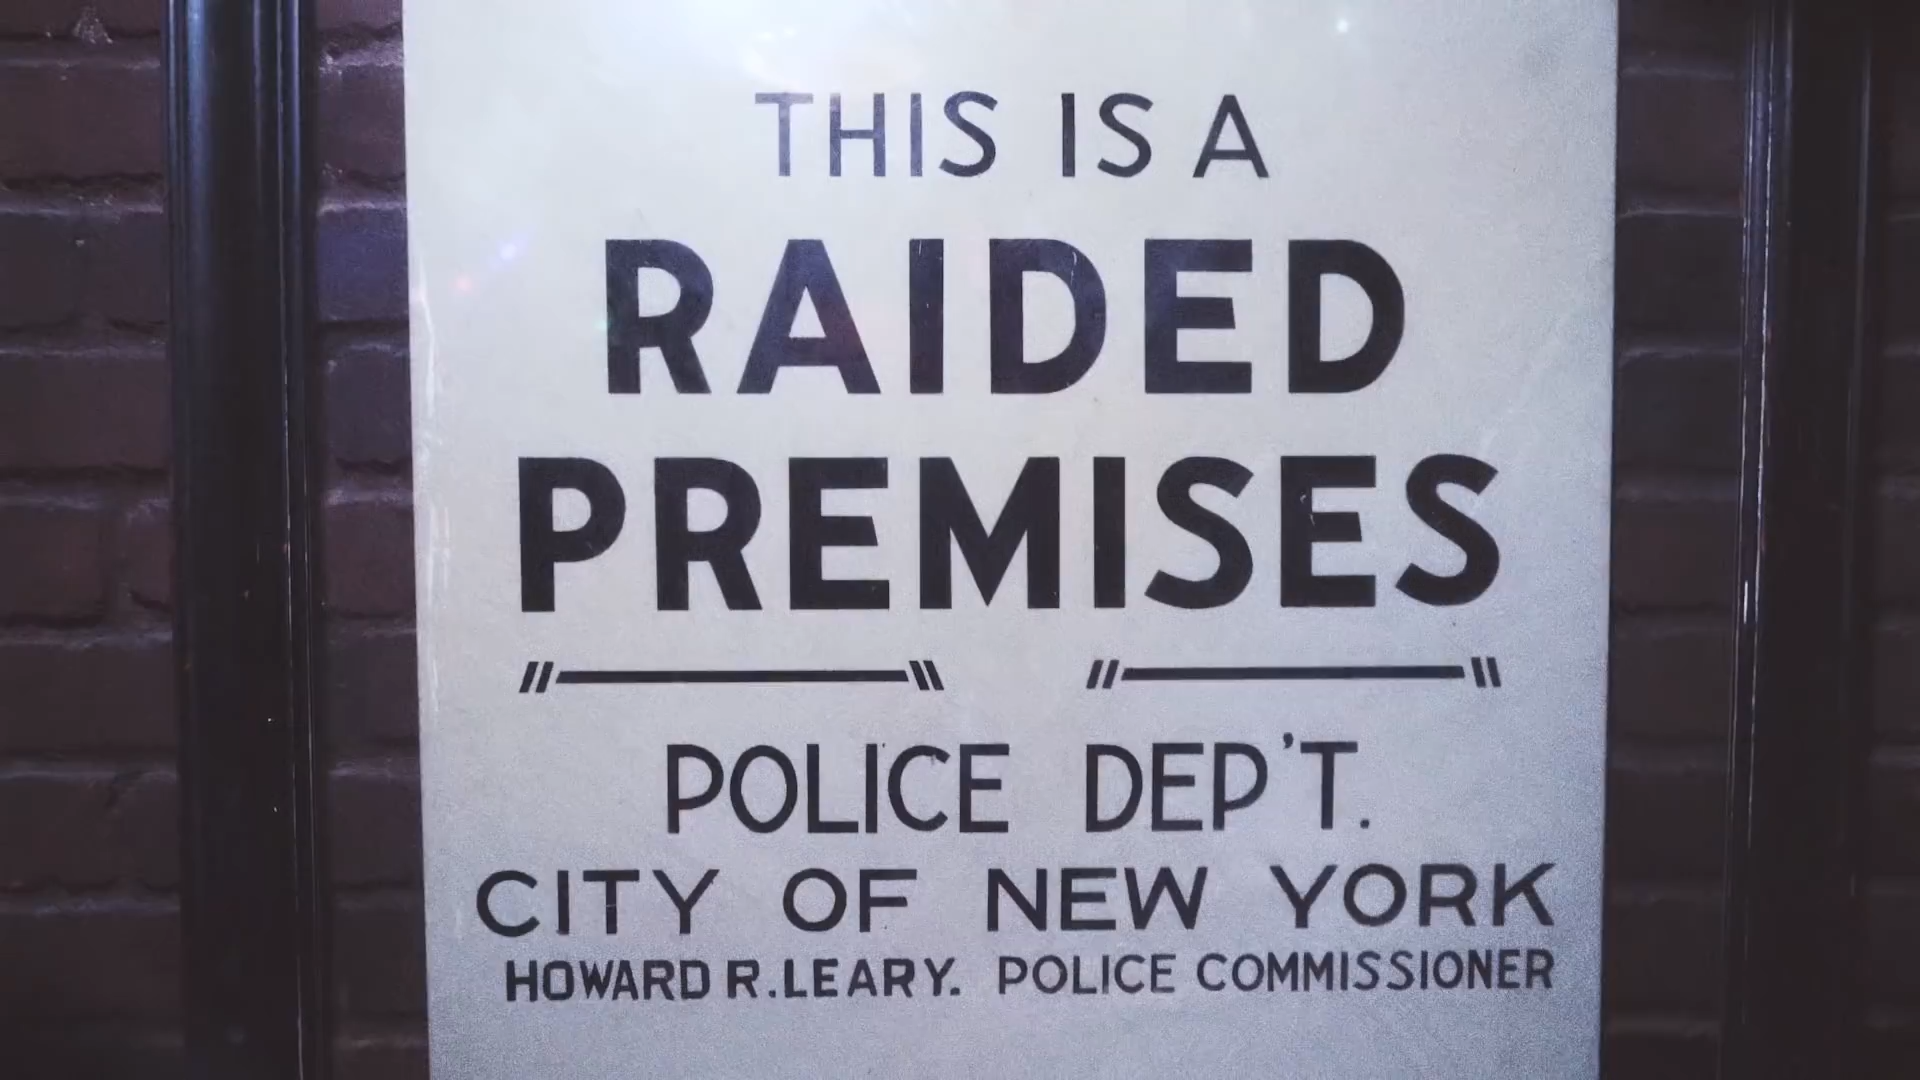 THIS IS A
RAIDED
PREMISES
POLICE DEP'T.
CITY OF NEW YORK
HOWARD R.LEARY. POLICE COMMISSIONER